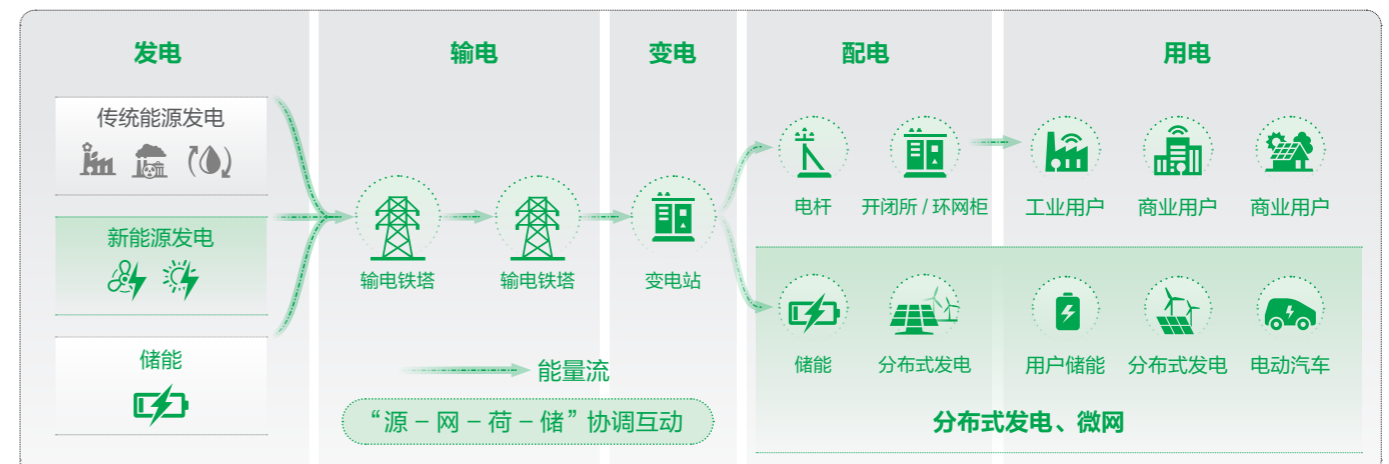 发电
输电
变电
配电
用电
传统能源发电
新能源发电
储能
输电铁塔
输电铁塔
变电站
电杆
开闭所 / 环网柜
工业用户
商业用户
商业用户
储能
分布式发电
用户储能
分布式发电
电动汽车
能量流
“源 – 网 – 荷 – 储” 协调互动
分布式发电、微网